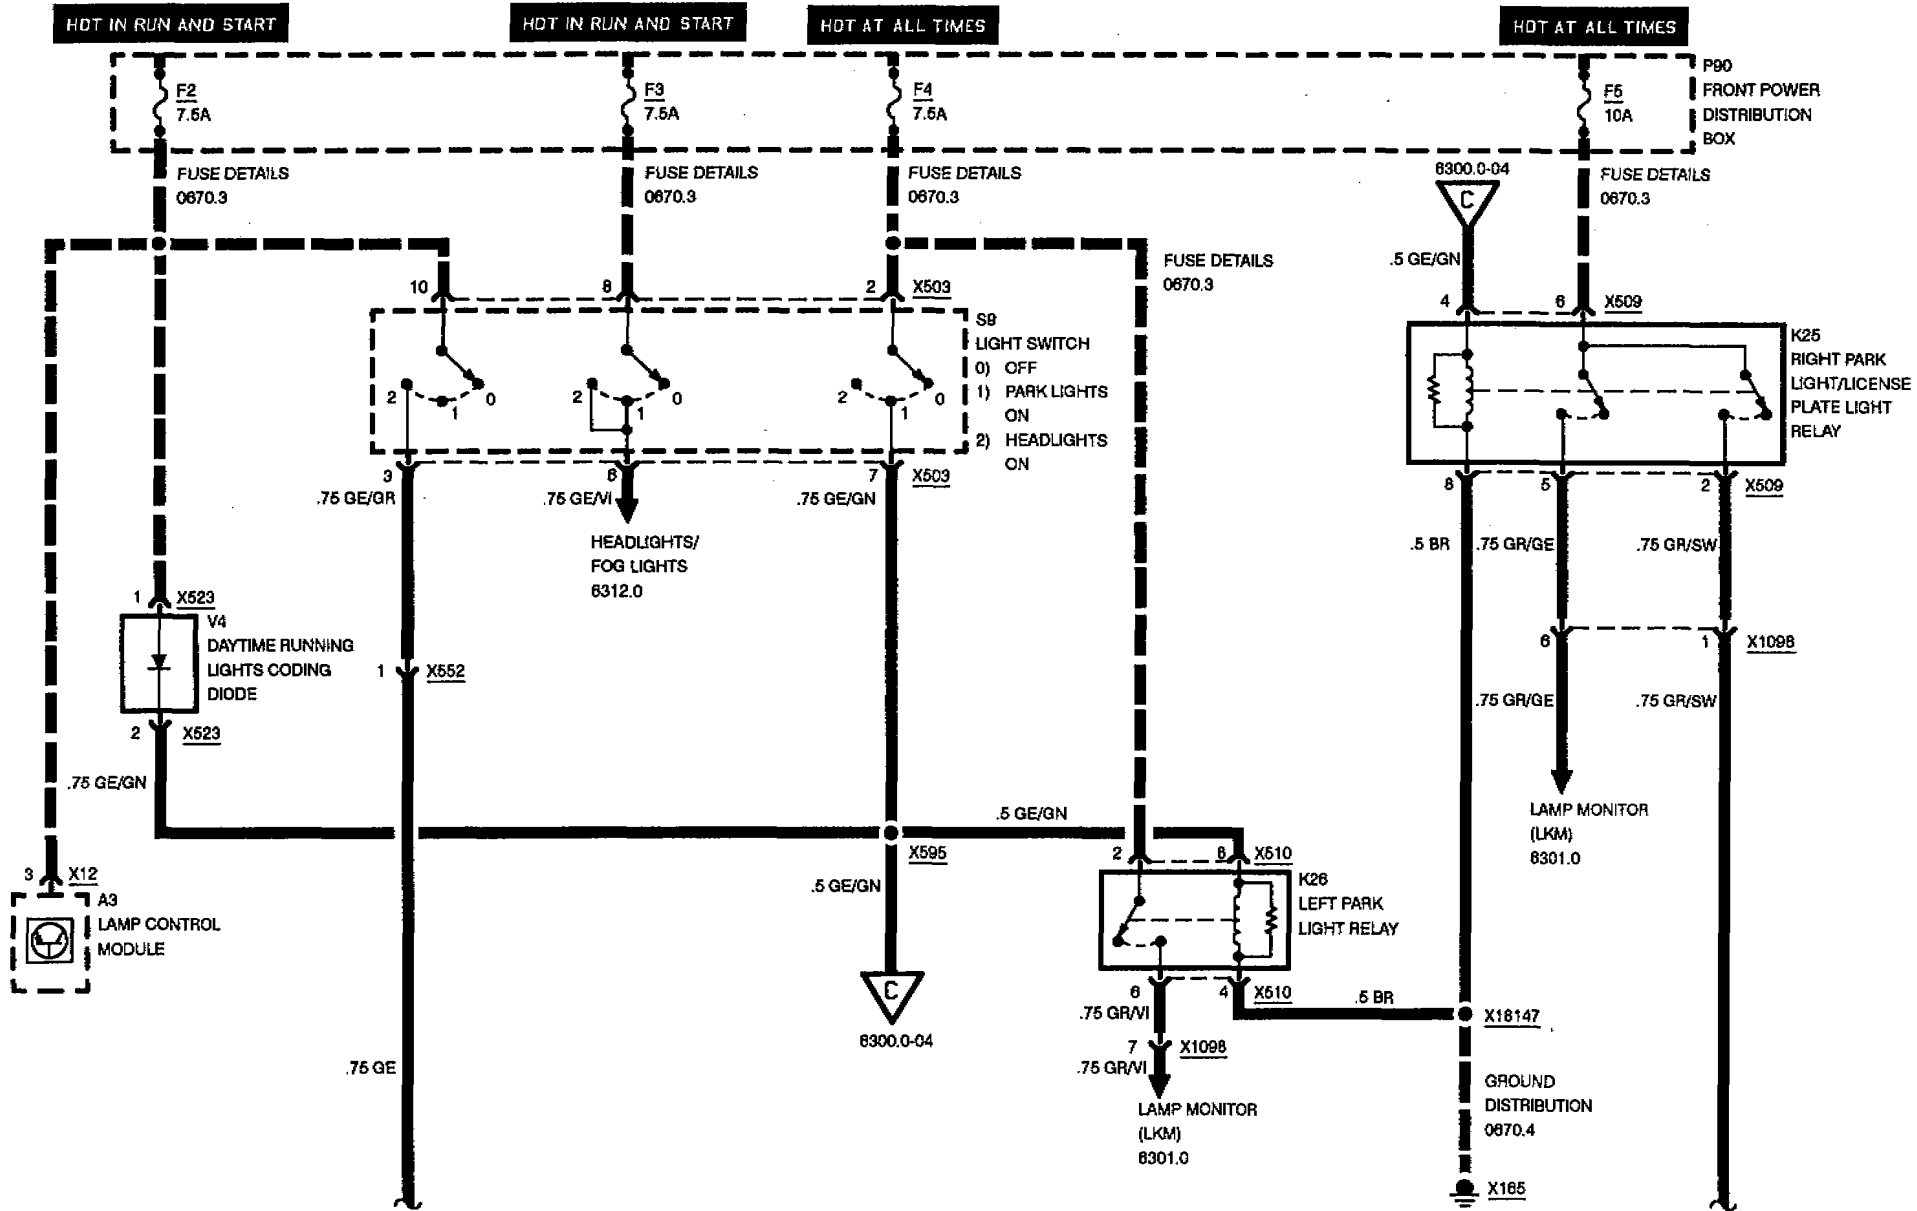 HOT IN RUN AND START
HOT IN RUN AND START
HOT AT ALL TIMES
HOT AT ALL TIMES
F2
7.5A
F3
7.5A
F4
7.5A
F5
10A
P90
FRONT POWER
DISTRIBUTION
BOX
FUSE DETAILS
0670.3
FUSE DETAILS
0670.3
FUSE DETAILS
0670.3
6300.0-04
C
FUSE DETAILS
0670.3
FUSE DETAILS
0670.3
.5 GE/GN
10
8
2
X503
4
6
X509
S8
LIGHT SWITCH
0) OFF
1) PARK LIGHTS
ON
2) HEADLIGHTS
ON
2
1
0
2
1
0
2
1
0
K25
RIGHT PARK
LIGHT/LICENSE
PLATE LIGHT
RELAY
3
6
7
X503
8
5
2
X509
.75 GE/GR
.75 GE/VI
.75 GE/GN
HEADLIGHTS/
FOG LIGHTS
6312.0
.5 BR
.75 GR/GE
.75 GR/SW
1
X523
V4
DAYTIME RUNNING
LIGHTS CODING
DIODE
2
X523
1
X552
6
1
X1098
.75 GR/GE
.75 GR/SW
.75 GE/GN
LAMP MONITOR
(LKM)
6301.0
.5 GE/GN
X595
2
8
X510
3
X12
A3
LAMP CONTROL
MODULE
.5 GE/GN
K26
LEFT PARK
LIGHT RELAY
C
6300.0-04
6
4
X510
.5 BR
X18147
.75 GR/VI
7
X1098
.75 GR/VI
LAMP MONITOR
(LKM)
6301.0
.75 GE
GROUND
DISTRIBUTION
0670.4
X165